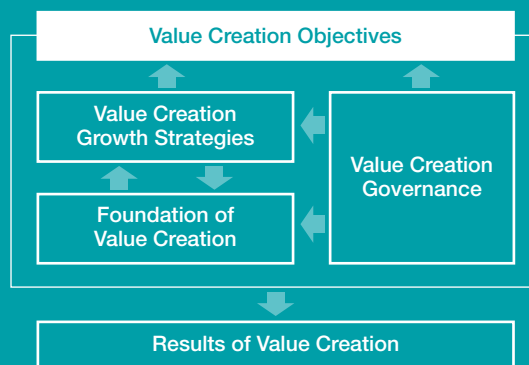 Value Creation Objectives
Value Creation
Growth Strategies
Value Creation
Governance
Foundation of
Value Creation
Results of Value Creation